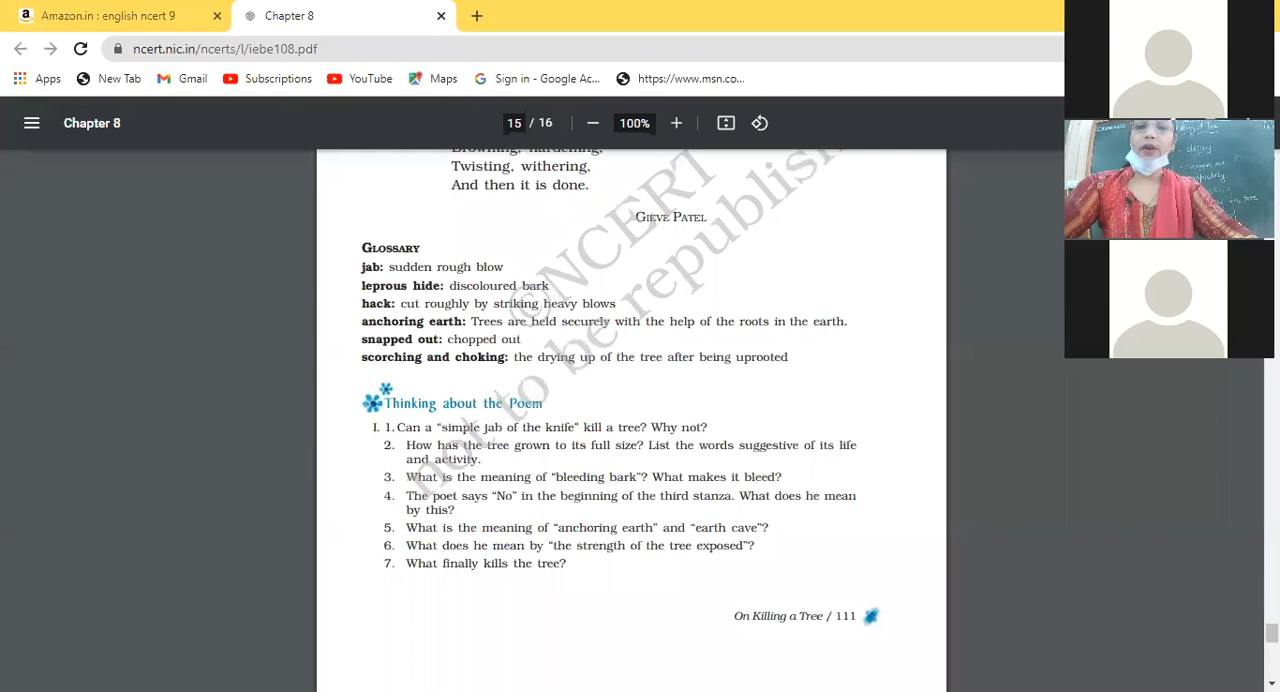 Amazon.in : english ncert 9
Chapter 8
ncert.nic.in/ncerts/l/iebe108.pdf
Apps
New Tab
Gmail
Subscriptions
YouTube
Maps
Sign in - Google Ac...
https://www.msn.co...
Chapter 8
15 / 16
100%
Browning, hardening,
Twisting, withering,
And then it is done.
GIEVE PATEL
GLOSSARY
jab: sudden rough blow
leprous hide: discoloured bark
hack: cut roughly by striking heavy blows
anchoring earth: Trees are held securely with the help of the roots in the earth.
snapped out: chopped out
scorching and choking: the drying up of the tree after being uprooted
Thinking about the Poem
I. 1. Can a “simple jab of the knife” kill a tree? Why not?
2. How has the tree grown to its full size? List the words suggestive of its life
and activity.
3. What is the meaning of “bleeding bark”? What makes it bleed?
4. The poet says “No” in the beginning of the third stanza. What does he mean
by this?
5. What is the meaning of “anchoring earth” and “earth cave”?
6. What does he mean by “the strength of the tree exposed”?
7. What finally kills the tree?
On Killing a Tree / 111
©NCERT
not to be republish
decay